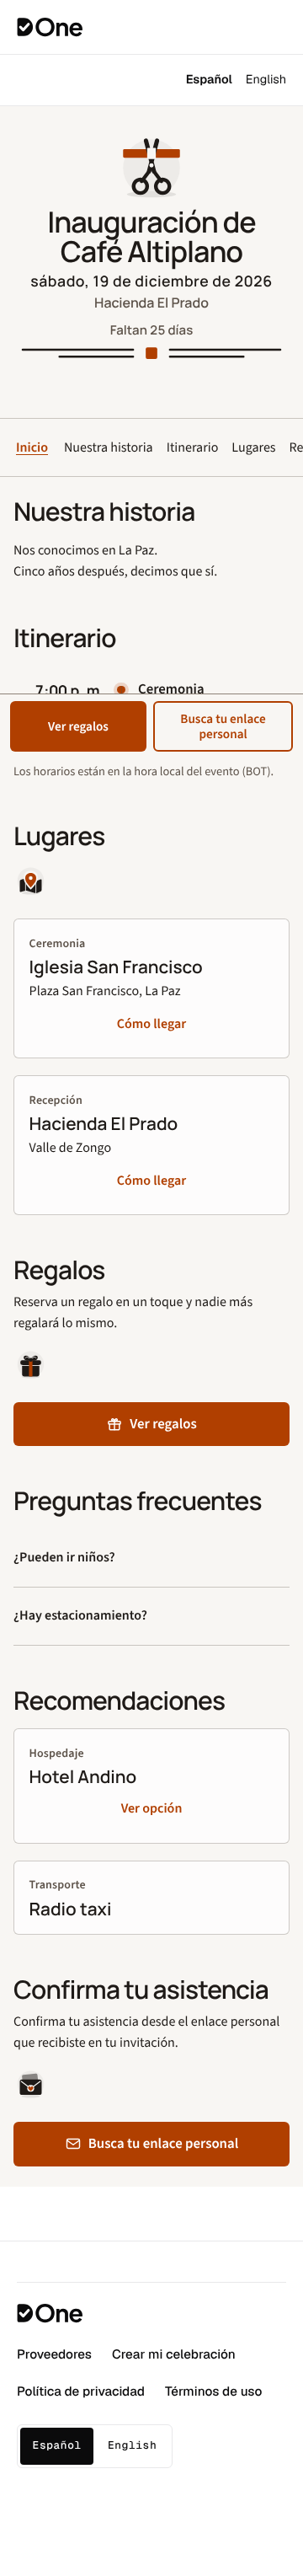 One
Español English
Inauguración de
Café Altiplano
sábado, 19 de diciembre de 2026
Hacienda El Prado
Faltan 25 días
Inicio Nuestra historia Itinerario Lugares Re
Nuestra historia
Nos conocimos en La Paz.
Cinco años después, decimos que sí.
Itinerario
7:00 p. m. Ceremonia
Ver regalos
Busca tu enlace
personal
Los horarios están en la hora local del evento (BOT).
Lugares
Ceremonia
Iglesia San Francisco
Plaza San Francisco, La Paz
Cómo llegar
Recepción
Hacienda El Prado
Valle de Zongo
Cómo llegar
Regalos
Reserva un regalo en un toque y nadie más
regalará lo mismo.
Ver regalos
Preguntas frecuentes
¿Pueden ir niños?
¿Hay estacionamiento?
Recomendaciones
Hospedaje
Hotel Andino
Ver opción
Transporte
Radio taxi
Confirma tu asistencia
Confirma tu asistencia desde el enlace personal
que recibiste en tu invitación.
Busca tu enlace personal
One
Proveedores Crear mi celebración
Política de privacidad Términos de uso
Español English